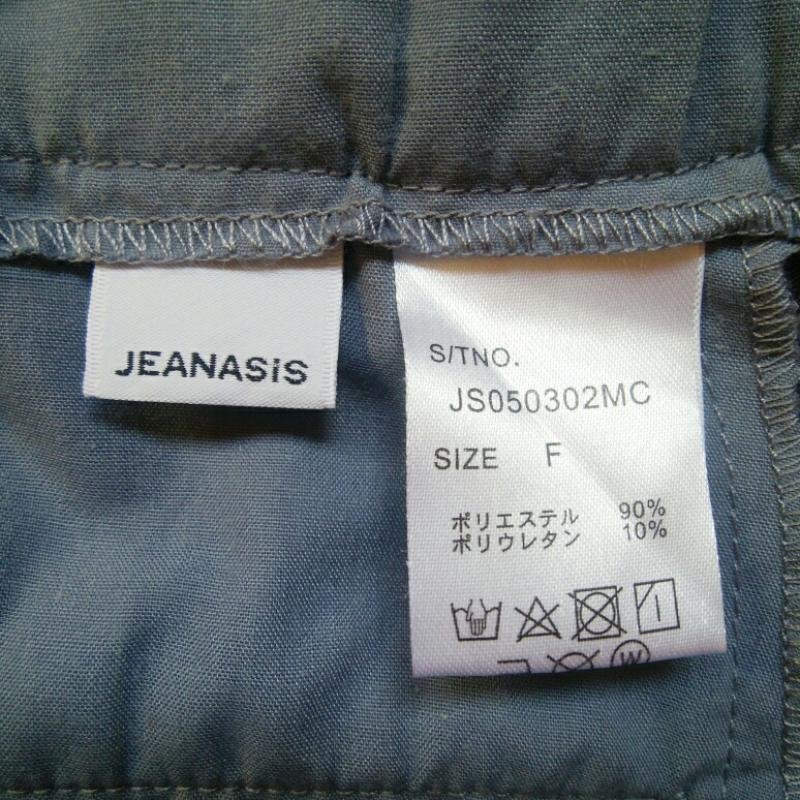 JEANASiS
S/TNO.
JS050302MC
SIZE F
ポリエステル 90%
ポリウレタン 10%
W